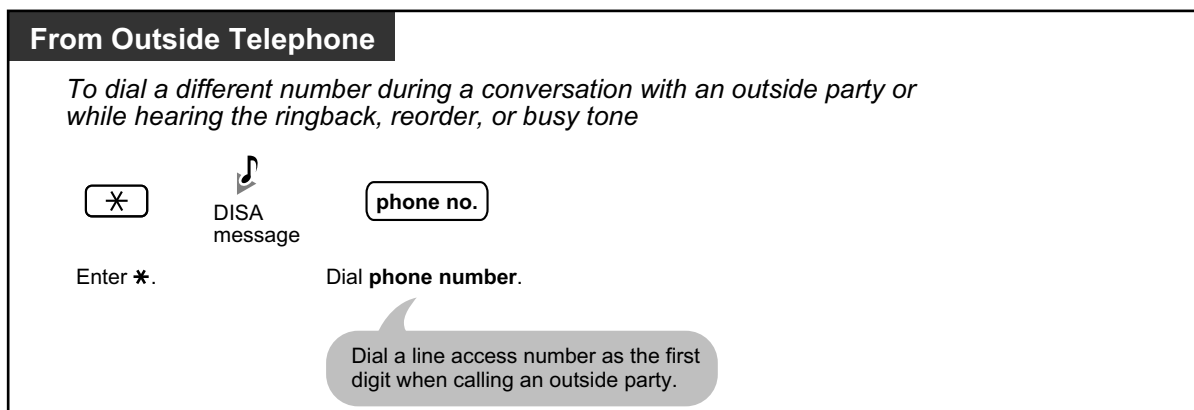 From Outside Telephone
To dial a different number during a conversation with an outside party or
while hearing the ringback, reorder, or busy tone
phone no.
DISA
message
Enter *.
Dial phone number.
Dial a line access number as the first
digit when calling an outside party.